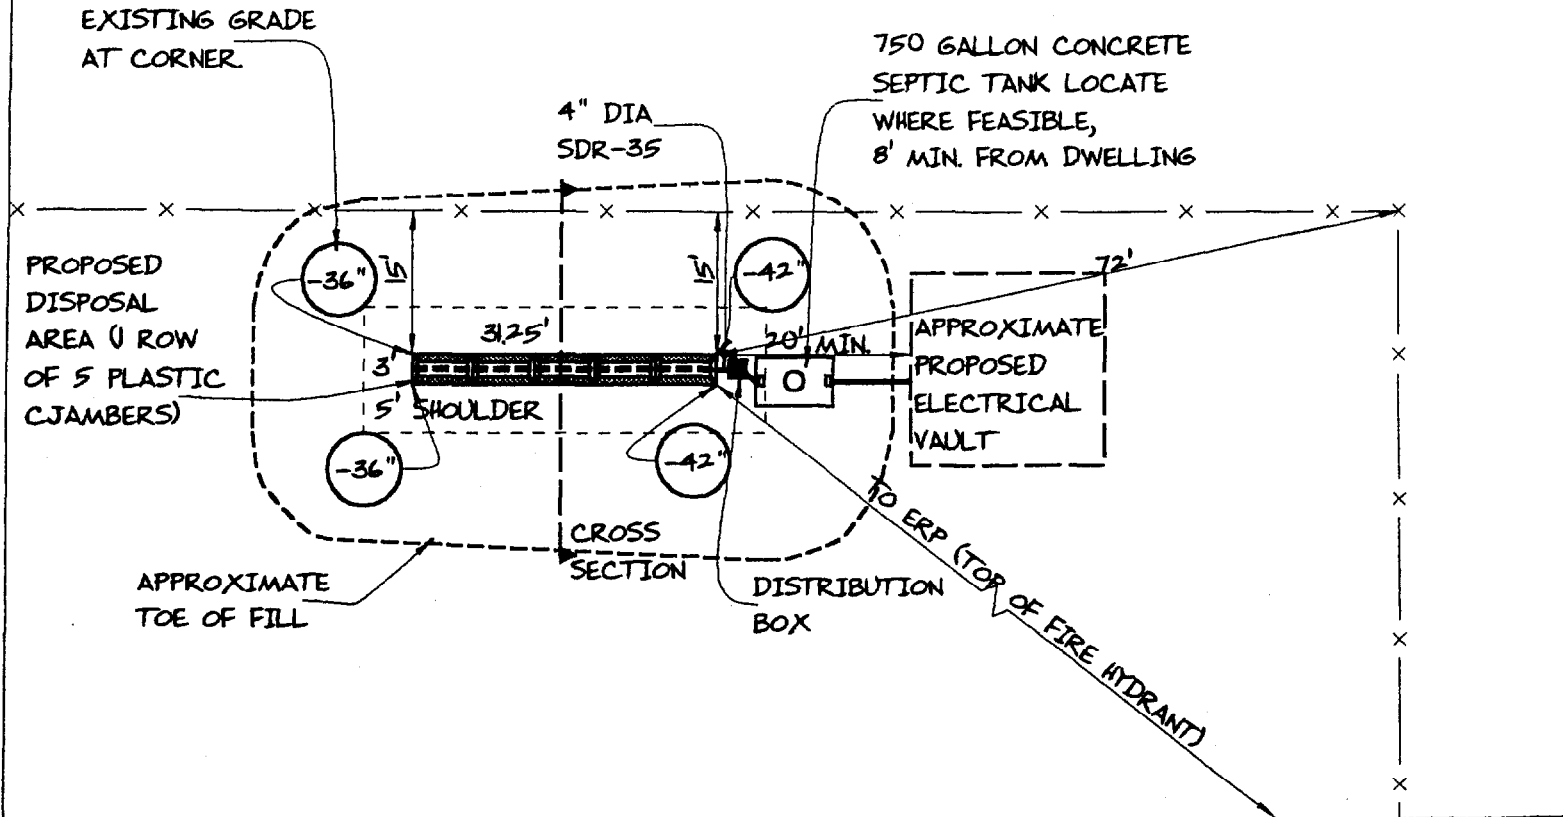 EXISTING GRADE
AT CORNER
750 GALLON CONCRETE
SEPTIC TANK LOCATE
WHERE FEASIBLE,
8' MIN. FROM DWELLING
4" DIA
SDR-35
PROPOSED
DISPOSAL
AREA (1 ROW
OF 5 PLASTIC
CJAMBERS)
-36"
15'
15'
-42"
72'
31.25'
3'
20' MIN.
5' SHOULDER
APPROXIMATE
PROPOSED
ELECTRICAL
VAULT
-36"
-42"
CROSS
SECTION
TO ERP (TOP OF FIRE HYDRANT)
APPROXIMATE
TOE OF FILL
DISTRIBUTION
BOX